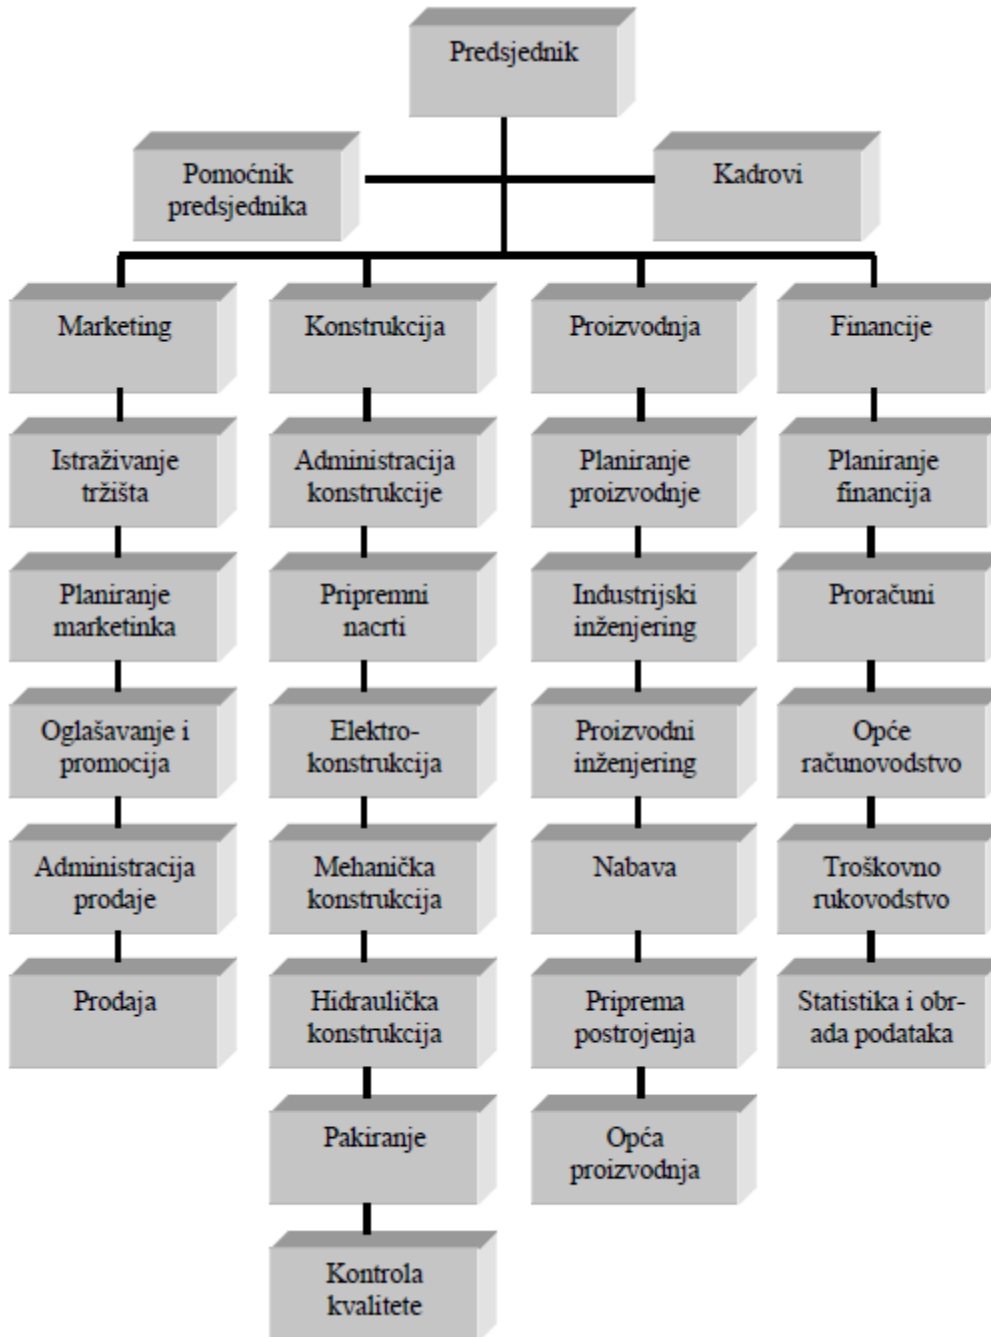 Predsjednik
Pomoćnik
predsjednika
Kadrovi
Marketing
Konstrukcija
Proizvodnja
Financije
Istraživanje
tržišta
Administracija
konstrukcije
Planiranje
proizvodnje
Planiranje
financija
Planiranje
marketinka
Pripremni
nacrti
Industrijski
inženjering
Proračuni
Oglašavanje i
promocija
Elektro-
konstrukcija
Proizvodni
inženjering
Opće
računovodstvo
Administracija
prodaje
Mehanička
konstrukcija
Nabava
Troškovno
rukovodstvo
Prodaja
Hidraulička
konstrukcija
Priprema
postrojenja
Statistika i obr-
ada podataka
Pakiranje
Opća
proizvodnja
Kontrola
kvalitete